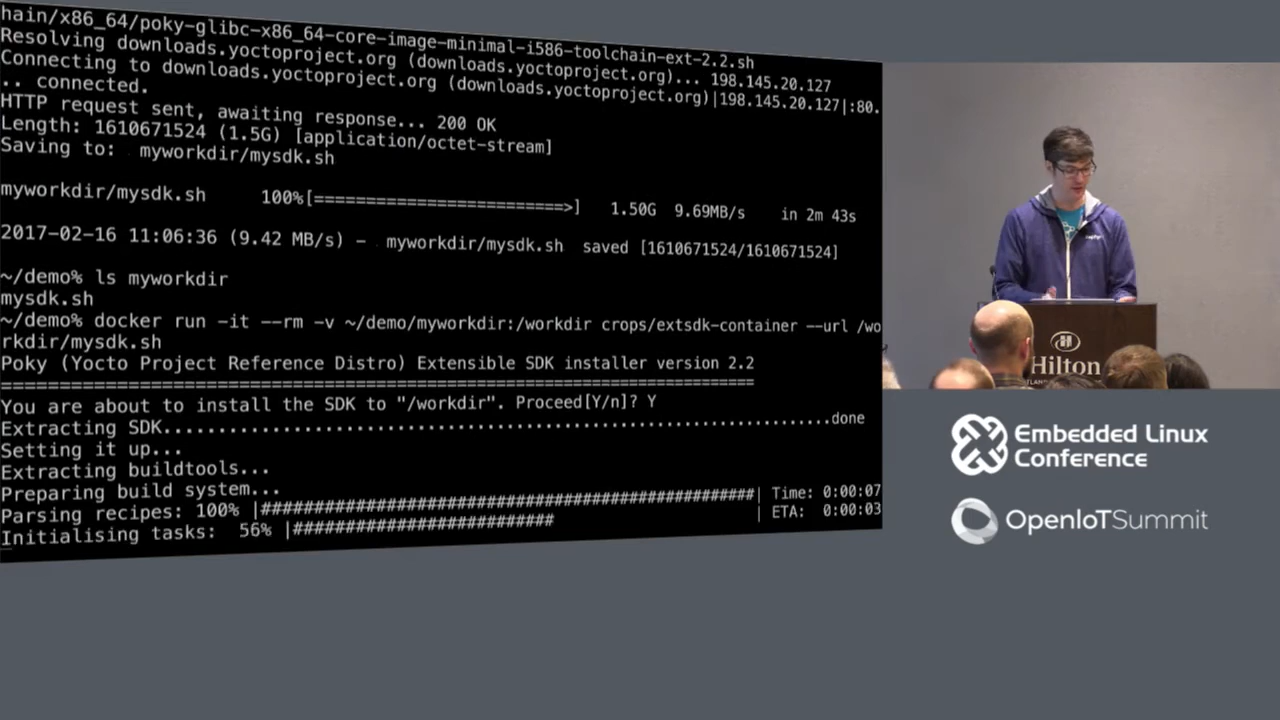 hain/x86_64/poky-glibc-x86_64-core-image-minimal-i586-toolchain-ext-2.2.sh
Resolving downloads.yoctoproject.org (downloads.yoctoproject.org)... 198.145.20.127
Connecting to downloads.yoctoproject.org (downloads.yoctoproject.org)|198.145.20.127|:80.
.. connected.
HTTP request sent, awaiting response... 200 OK
Length: 1610671524 (1.5G) [application/octet-stream]
Saving to: myworkdir/mysdk.sh
myworkdir/mysdk.sh 100%[========================>] 1.50G 9.69MB/s in 2m 43s
2017-02-16 11:06:36 (9.42 MB/s) - myworkdir/mysdk.sh saved [1610671524/1610671524]
~/demo% ls myworkdir
mysdk.sh
~/demo% docker run -it --rm -v ~/demo/myworkdir:/workdir crops/extsdk-container --url /wo
rkdir/mysdk.sh
Poky (Yocto Project Reference Distro) Extensible SDK installer version 2.2
==========================================================================
You are about to install the SDK to "/workdir". Proceed[Y/n]? Y
Extracting SDK......................................................................done
Setting it up...
Extracting buildtools...
Preparing build system...
Parsing recipes: 100% |####################################################| Time: 0:00:07
Initialising tasks: 56% |########################### | ETA: 0:00:03
Hilton
Embedded Linux
Conference
OpenIoTSummit